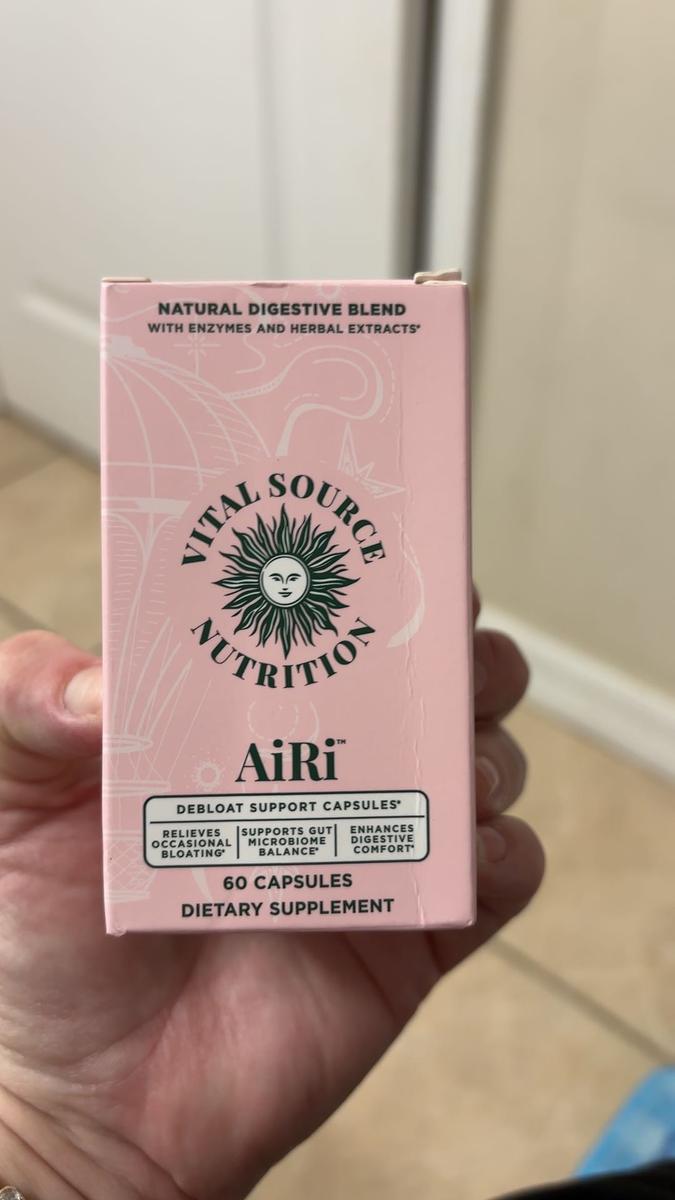 NATURAL DIGESTIVE BLEND
WITH ENZYMES AND HERBAL EXTRACTS*
VITAL SOURCE
NUTRITION
AiRi™
DEBLOAT SUPPORT CAPSULES*
RELIEVES
OCCASIONAL
BLOATING*
SUPPORTS GUT
MICROBIOME
BALANCE*
ENHANCES
DIGESTIVE
COMFORT*
60 CAPSULES
DIETARY SUPPLEMENT